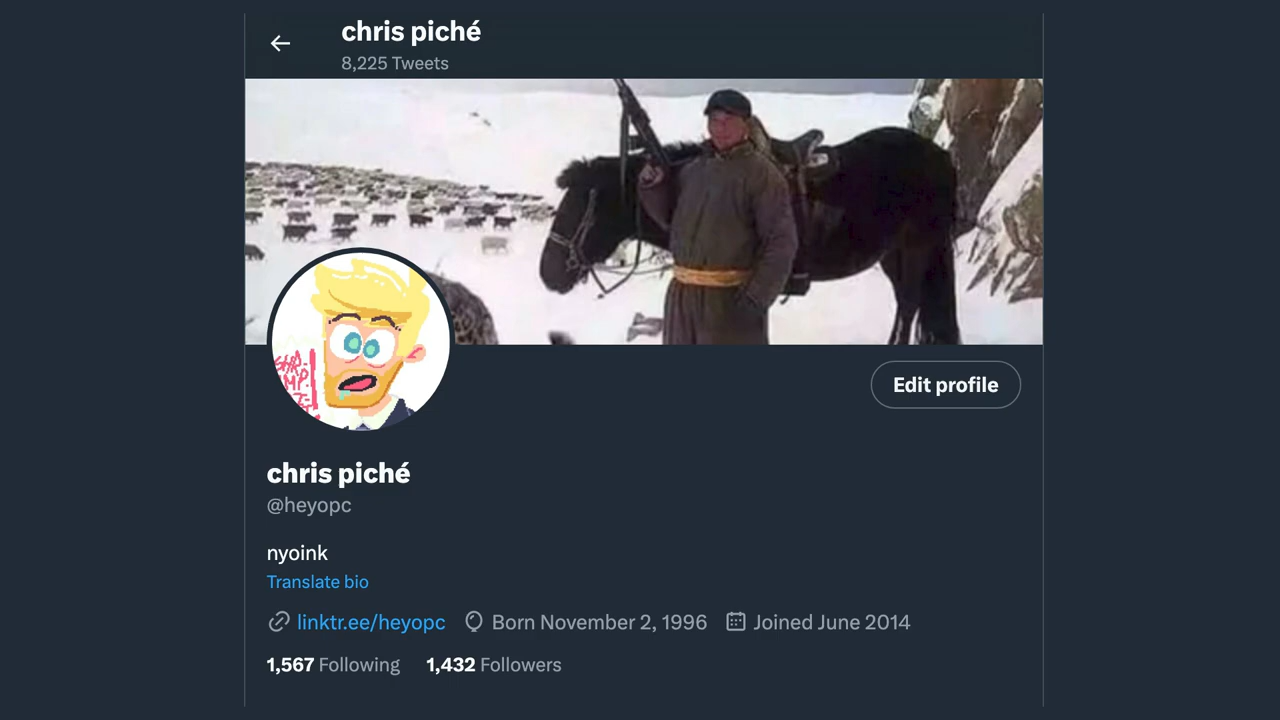 chris piché
8,225 Tweets
Edit profile
chris piché
@heyopc
nyoink
Translate bio
linktr.ee/heyopc Born November 2, 1996 Joined June 2014
1,567 Following 1,432 Followers